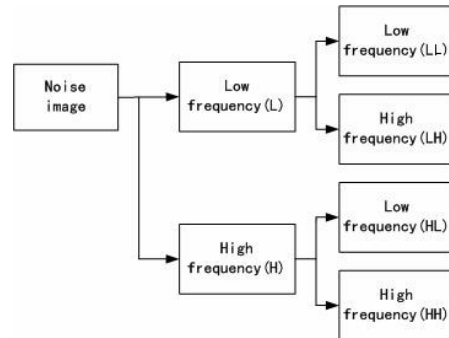 Noise
image
Low
frequency(L)
High
frequency(H)
Low
frequency(LL)
High
frequency(LH)
Low
frequency(HL)
High
frequency(HH)